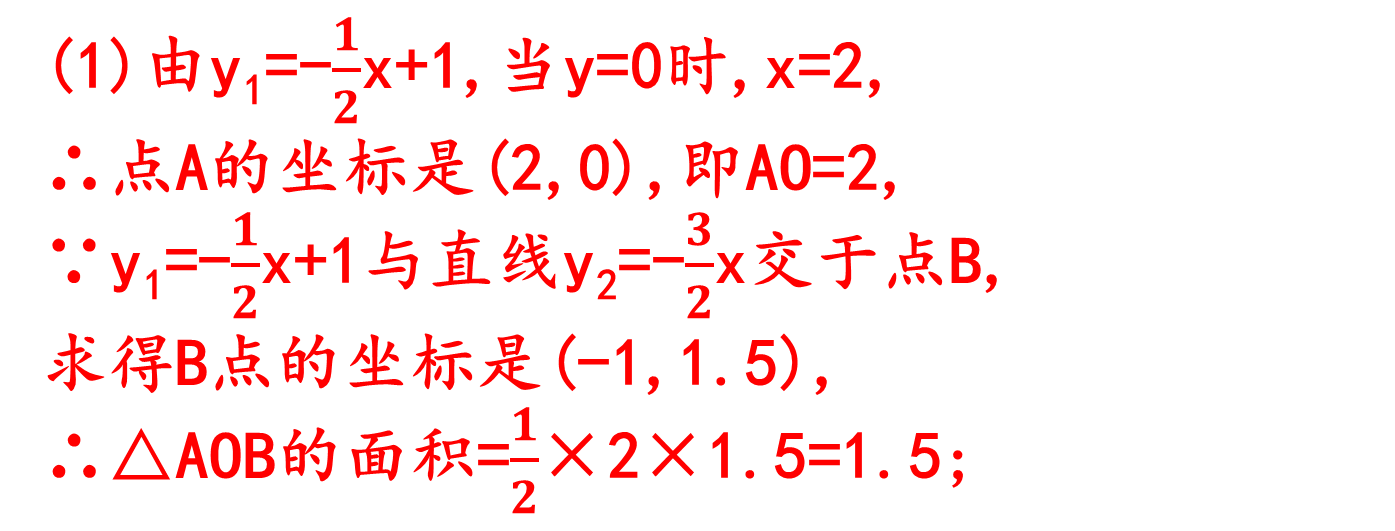 (1)由y₁=-1/2x+1,当y=0时,x=2,
∴点A的坐标是(2,0),即AO=2,
∵y₁=-1/2x+1与直线y₂=-3/2x交于点B,
求得B点的坐标是(-1,1.5),
∴△AOB的面积=1/2×2×1.5=1.5;